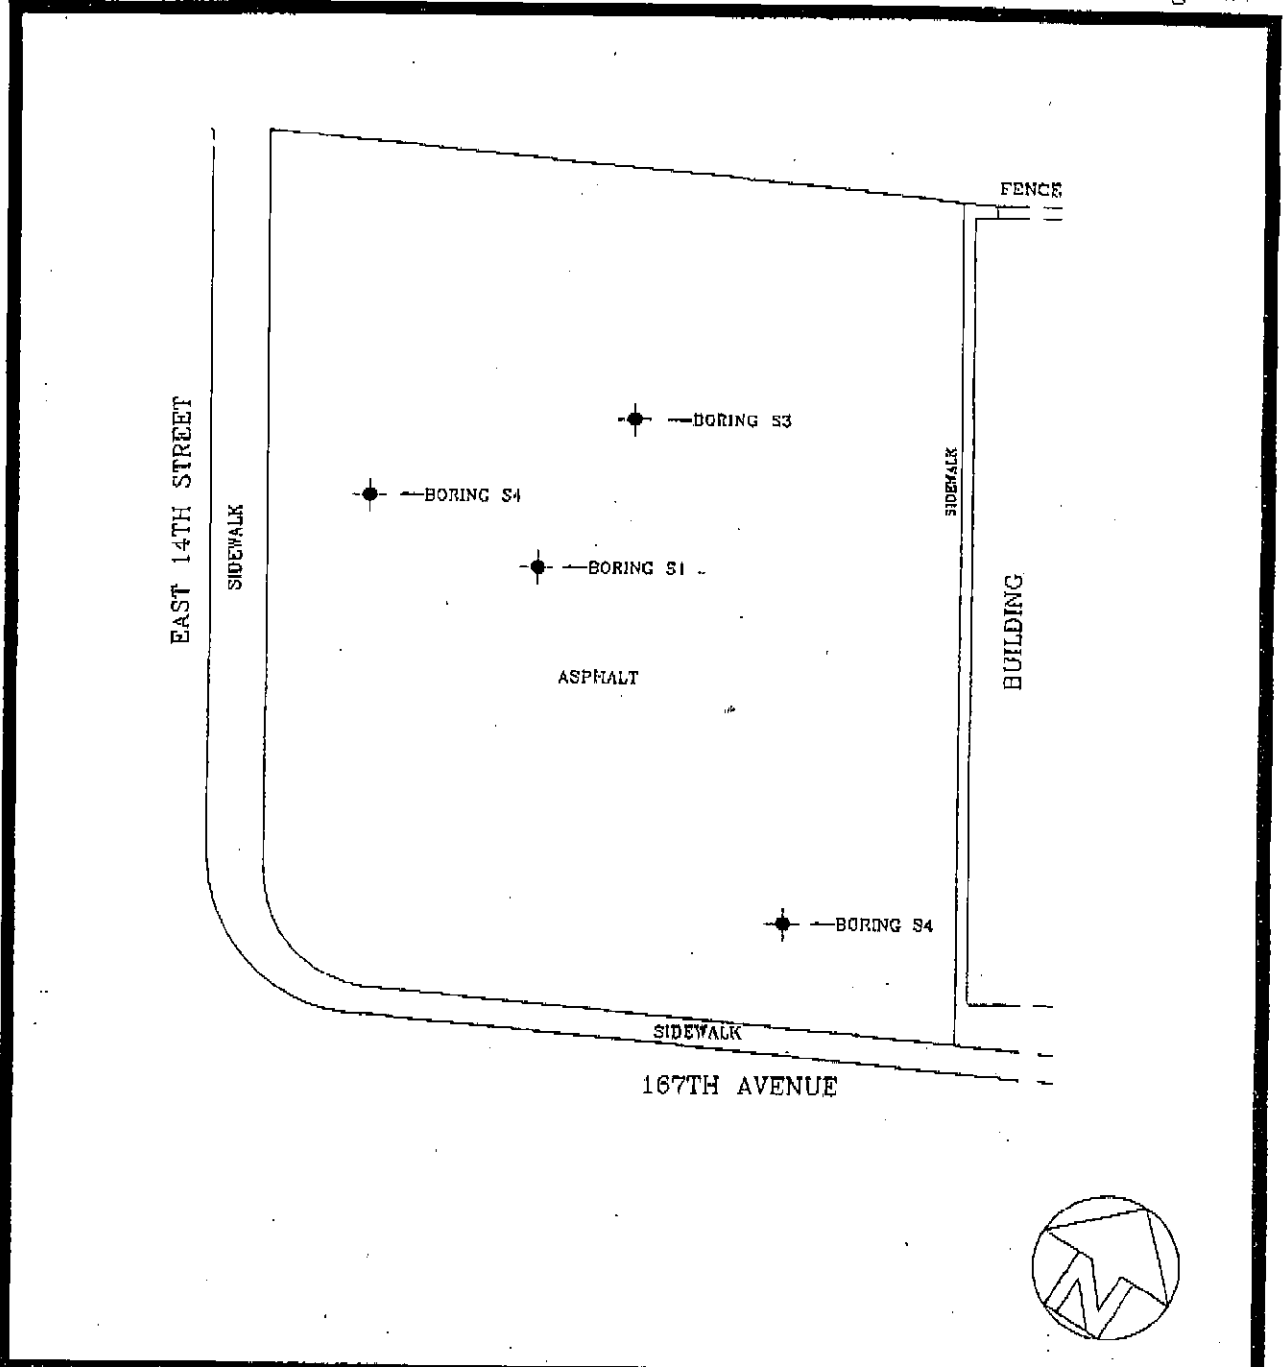 FENCE
BORING S3
EAST 14TH STREET
SIDEWALK
BORING S4
SIDEWALK
BORING S1
BUILDING
ASPHALT
BORING S4
SIDEWALK
167TH AVENUE
N